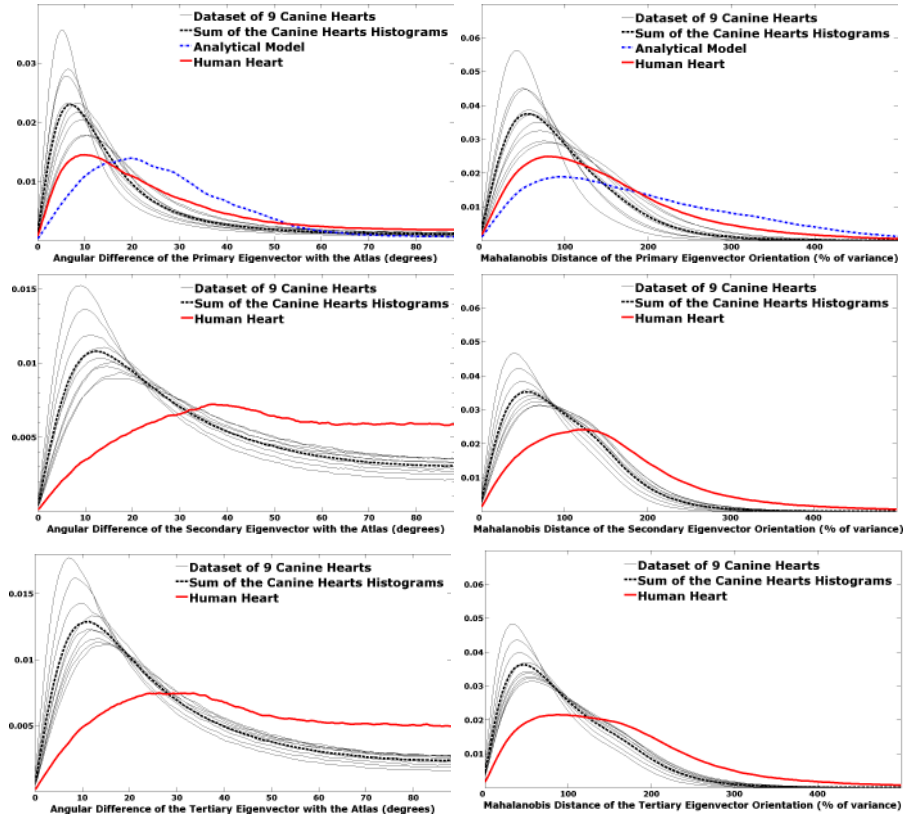 Dataset of 9 Canine Hearts
Sum of the Canine Hearts Histograms
Analytical Model
Human Heart
0.03
0.02
0.01
0 10 20 30 40 50 60 70 80
Angular Difference of the Primary Eigenvector with the Atlas (degrees)
Dataset of 9 Canine Hearts
Sum of the Canine Hearts Histograms
Analytical Model
Human Heart
0.06
0.05
0.04
0.03
0.02
0.01
0 100 200 300 400
Mahalanobis Distance of the Primary Eigenvector Orientation (% of variance)
Dataset of 9 Canine Hearts
Sum of the Canine Hearts Histograms
Human Heart
0.015
0.01
0.005
0 10 20 30 40 50 60 70 80
Angular Difference of the Secondary Eigenvector with the Atlas (degrees)
Dataset of 9 Canine Hearts
Sum of the Canine Hearts Histograms
Human Heart
0.06
0.05
0.04
0.03
0.02
0.01
0 100 200 300 400
Mahalanobis Distance of the Secondary Eigenvector Orientation (% of variance)
Dataset of 9 Canine Hearts
Sum of the Canine Hearts Histograms
Human Heart
0.015
0.01
0.005
0 10 20 30 40 50 60 70 80
Angular Difference of the Tertiary Eigenvector with the Atlas (degrees)
Dataset of 9 Canine Hearts
Sum of the Canine Hearts Histograms
Human Heart
0.06
0.05
0.04
0.03
0.02
0.01
0 100 200 300 400
Mahalanobis Distance of the Tertiary Eigenvector Orientation (% of variance)